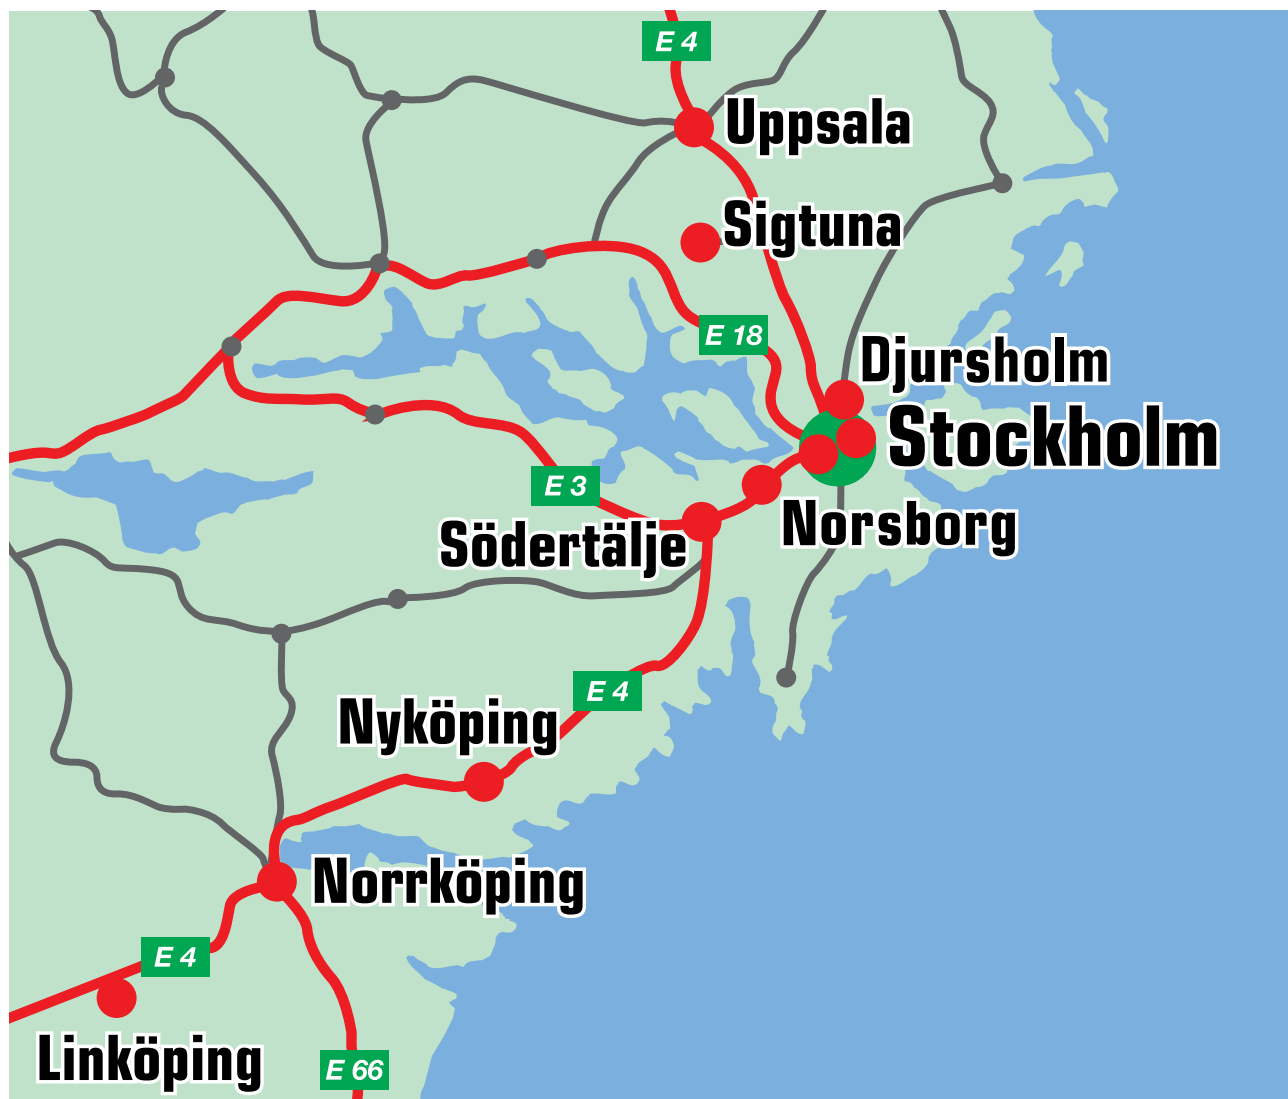 E 4
Uppsala
Sigtuna
E 18
Djursholm
Stockholm
E 3
Norsborg
Södertälje
E 4
Nyköping
Norrköping
E 4
Linköping
E 66